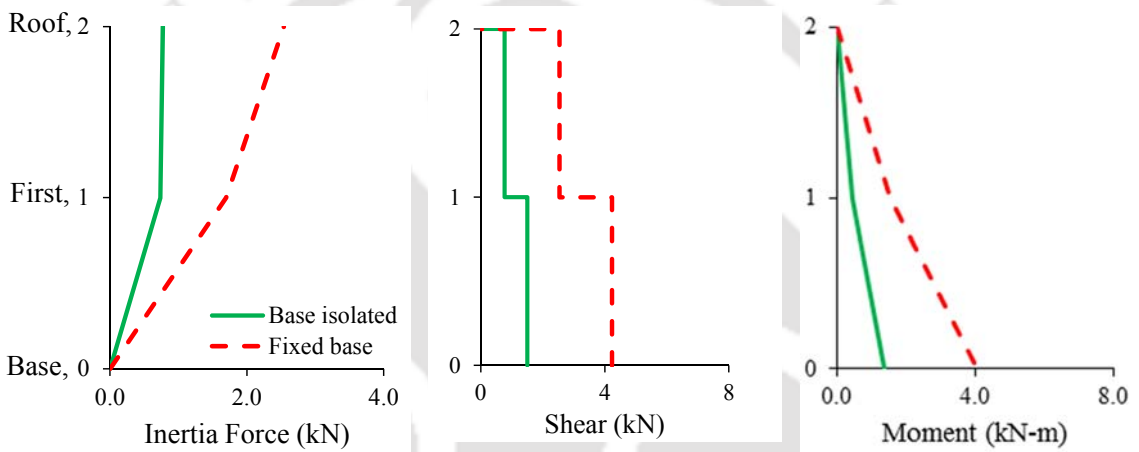 Roof, 2
First, 1
Base, 0
0.0 2.0 4.0
Inertia Force (kN)
Base isolated
Fixed base
2
1
0
0 4 8
Shear (kN)
2
1
0
0.0 4.0 8.0
Moment (kN-m)